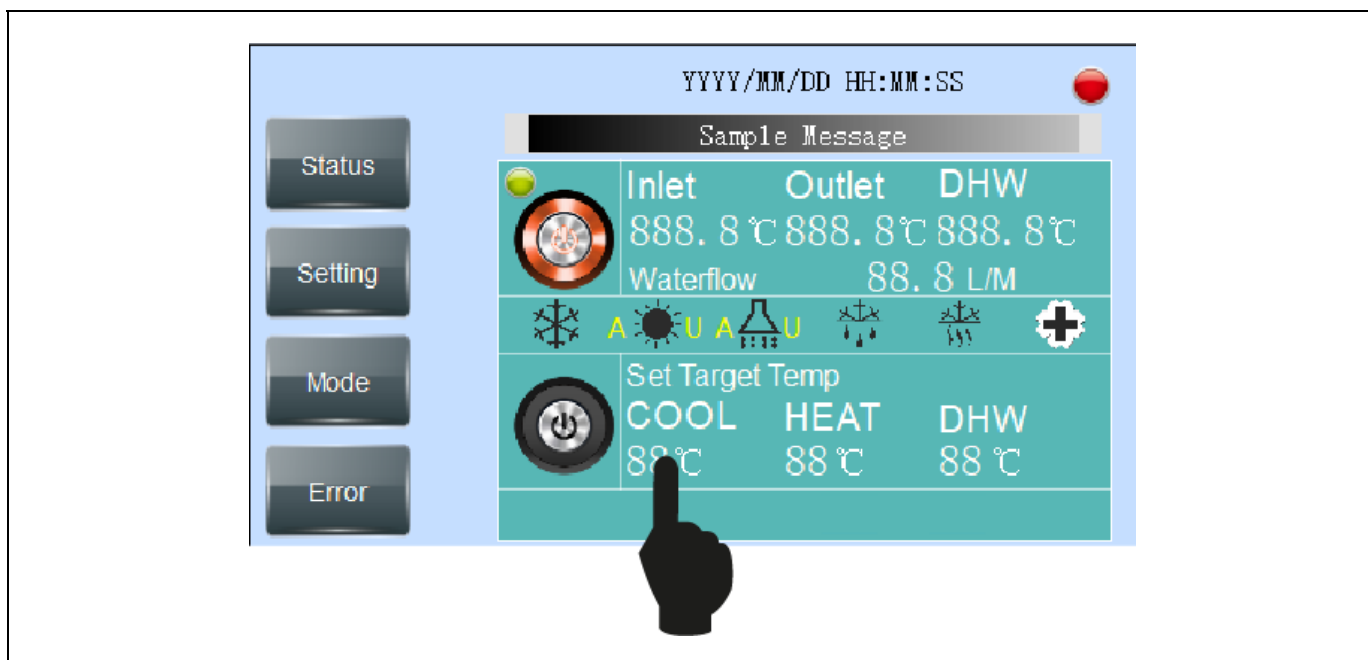 YYYY/MM/DD HH:MM:SS
Sample Message
Status
Setting
Mode
Error
Inlet Outlet DHW
888.8℃ 888.8℃ 888.8℃
Waterflow 88.8 L/M
A U A U
Set Target Temp
COOL HEAT DHW
88℃ 88℃ 88℃